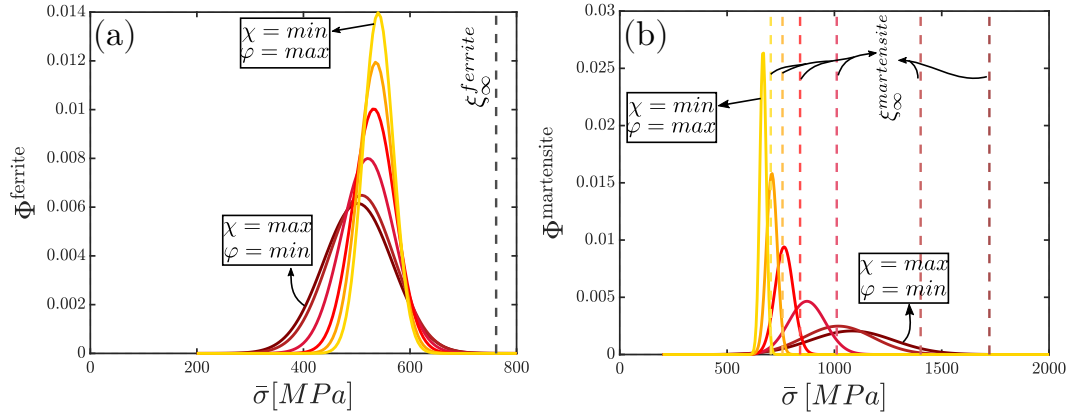 (a)
χ = min
φ = max
ξ∞^ferrite
χ = max
φ = min
Φ^ferrite
0.014
0.012
0.01
0.008
0.006
0.004
0.002
0
0 200 400 600 800
σ̄ [MPa]
(b)
χ = min
φ = max
ξ∞^martensite
χ = max
φ = min
Φ^martensite
0.03
0.025
0.02
0.015
0.01
0.005
0
0 500 1000 1500 2000
σ̄ [MPa]